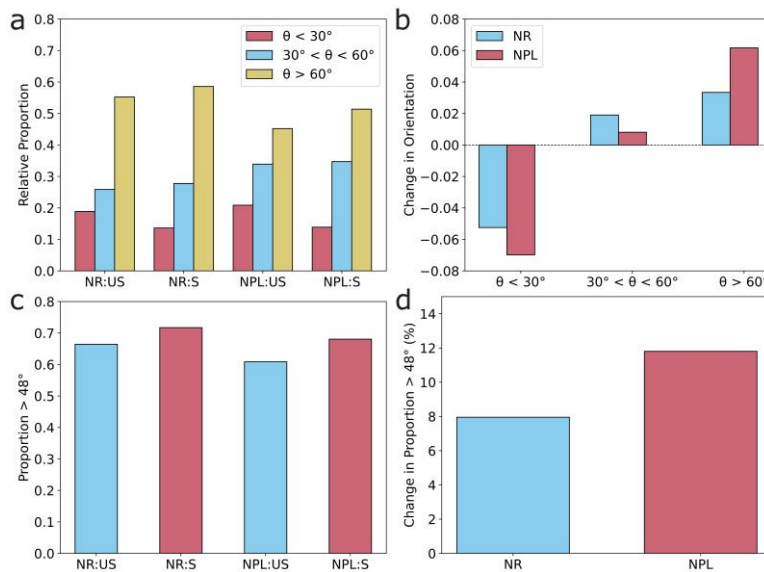 a
0.8
0.7
0.6
0.5
0.4
0.3
0.2
0.1
0.0
Relative Proportion
θ < 30°
30° < θ < 60°
θ > 60°
NR:US
NR:S
NPL:US
NPL:S
b
0.08
0.06
0.04
0.02
0.00
−0.02
−0.04
−0.06
−0.08
Change in Orientation
NR
NPL
θ < 30°
30° < θ < 60°
θ > 60°
c
0.8
0.7
0.6
0.5
0.4
0.3
0.2
0.1
0.0
Proportion > 48°
NR:US
NR:S
NPL:US
NPL:S
d
14
12
10
8
6
4
2
0
Change in Proportion > 48° (%)
NR
NPL